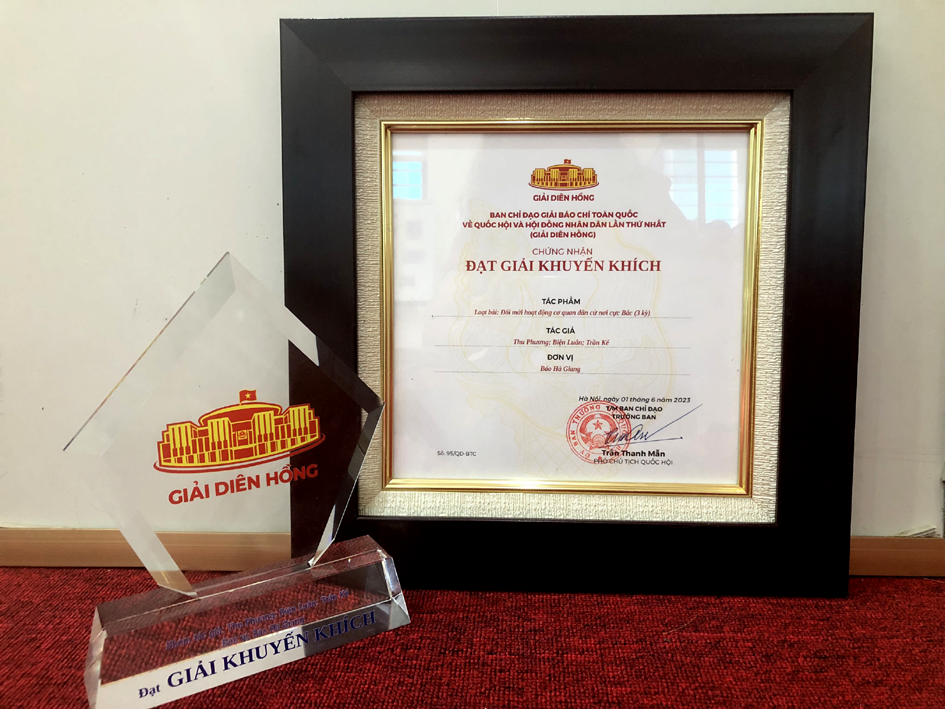 GIẢI DIÊN HỒNG
BAN CHỈ ĐẠO GIẢI BÁO CHÍ TOÀN QUỐC
VỀ QUỐC HỘI VÀ HỘI ĐỒNG NHÂN DÂN LẦN THỨ NHẤT
(GIẢI DIÊN HỒNG)
CHỨNG NHẬN
ĐẠT GIẢI KHUYẾN KHÍCH
TÁC PHẨM
Loạt bài: Đổi mới hoạt động cơ quan dân cử nơi cực Bắc (3 kỳ)
TÁC GIẢ
Thu Phương; Biện Luân; Trần Kế
ĐƠN VỊ
Báo Hà Giang
Hà Nội, ngày 01 tháng 6 năm 2023
T/M BAN CHỈ ĐẠO
TRƯỞNG BAN
Trần Thanh Mẫn
PHÓ CHỦ TỊCH QUỐC HỘI
Số: 95/QĐ-BTC
GIẢI DIÊN HỒNG
Đạt GIẢI KHUYẾN KHÍCH